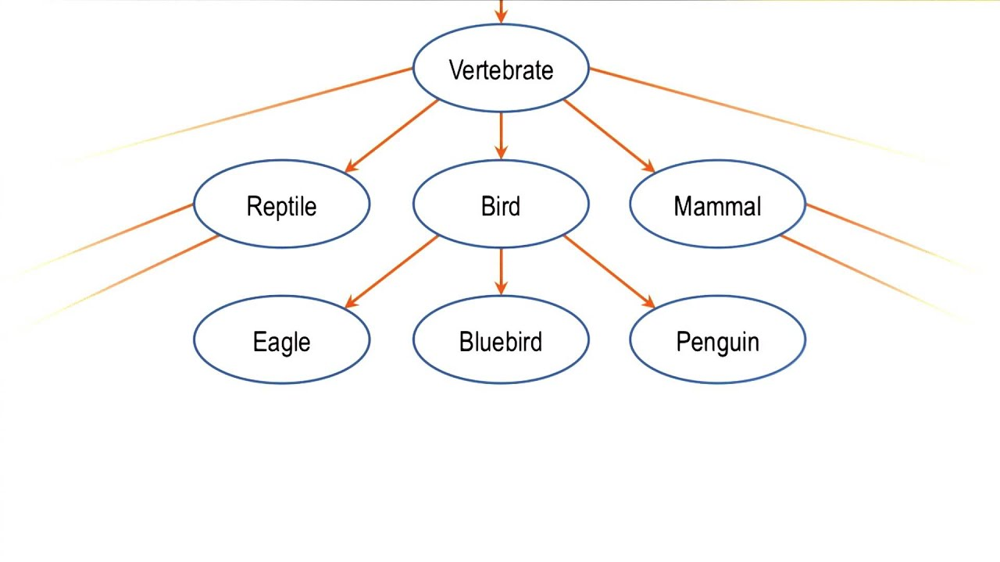 Vertebrate
Reptile
Bird
Mammal
Eagle
Bluebird
Penguin